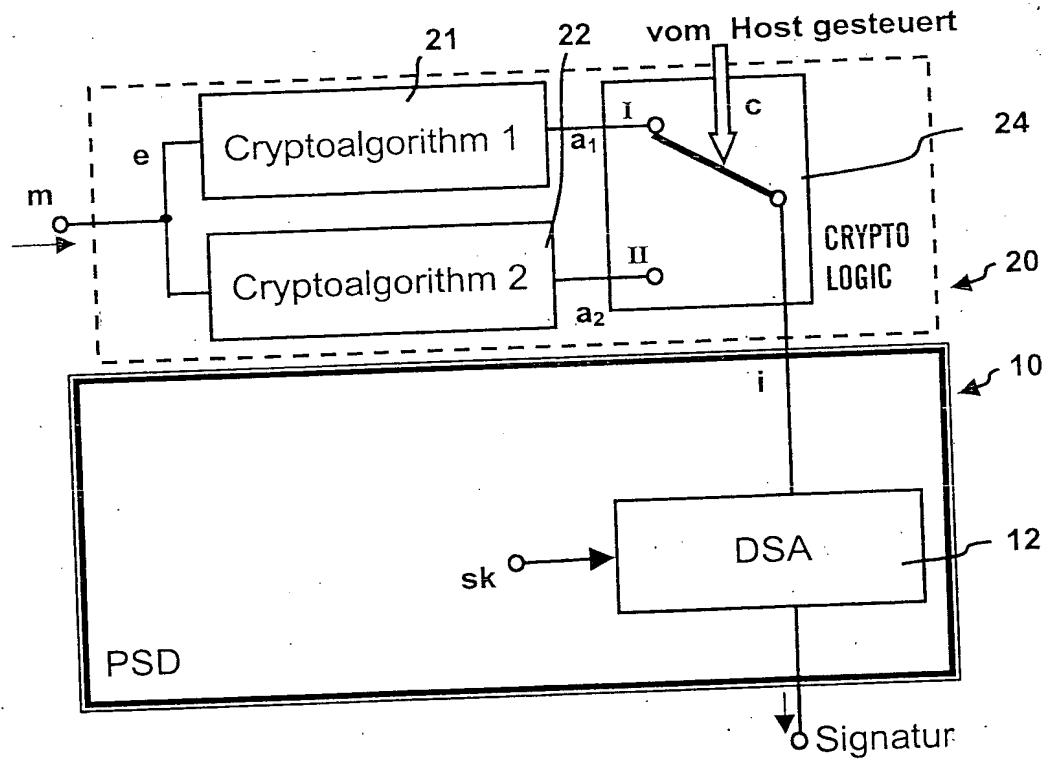 21
22
vom Host gesteuert
Cryptoalgorithm 1
e
a1
I
c
24
m
Cryptoalgorithm 2
a2
II
CRYPTO
LOGIC
20
10
i
DSA
12
sk
PSD
Signatur